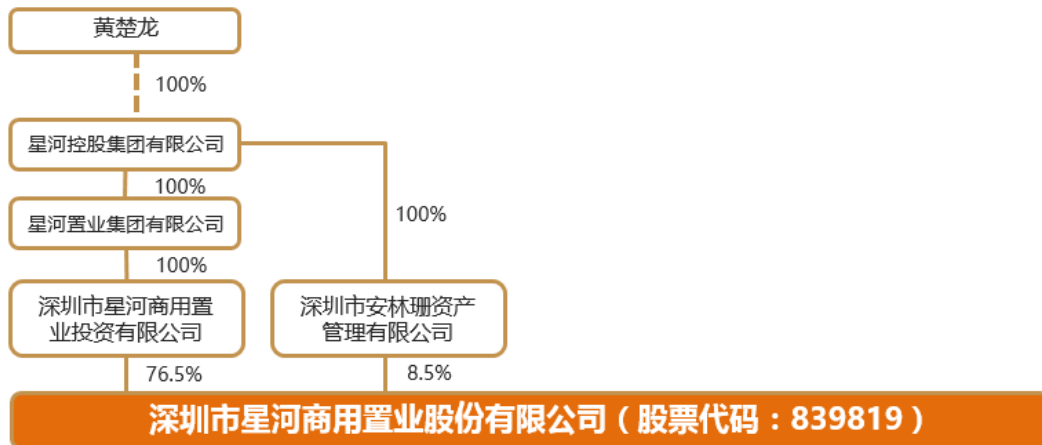 黄楚龙
100%
星河控股集团有限公司
100%
星河置业集团有限公司
100%
100%
深圳市星河商用置
业投资有限公司
深圳市安林珊资产
管理有限公司
76.5%
8.5%
深圳市星河商用置业股份有限公司（股票代码：839819）